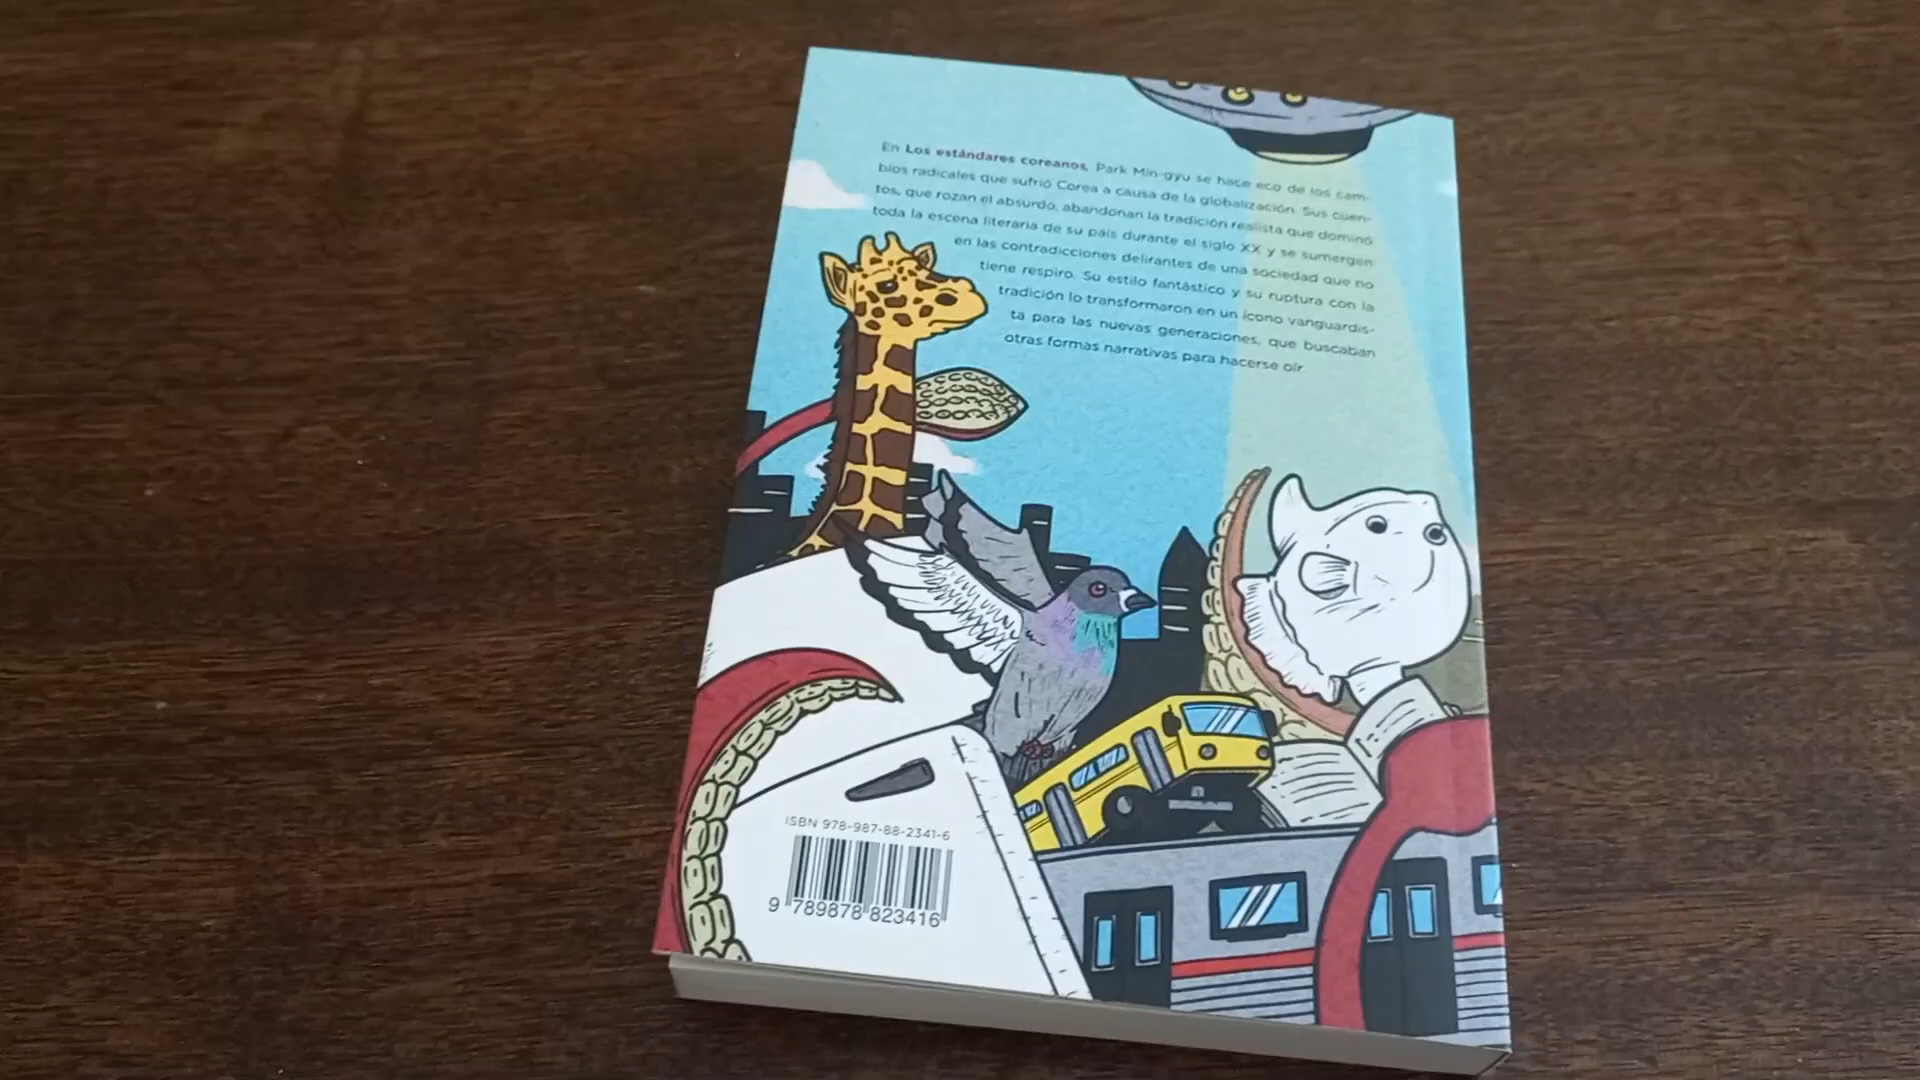 En Los estándares coreanos, Park Min-gyu se hace eco de los cam-
bios radicales que sufrió Corea a causa de la globalización. Sus cuen-
tos, que rozan el absurdo, abandonan la tradición realista que dominó
toda la escena literaria de su país durante el siglo XX y se sumergen
en las contradicciones delirantes de una sociedad que no
tiene respiro. Su estilo fantástico y su ruptura con la
tradición lo transformaron en un ícono vanguardis-
ta para las nuevas generaciones, que buscaban
otras formas narrativas para hacerse oír.
ISBN 978-987-88-2341-6
9 789878 823416